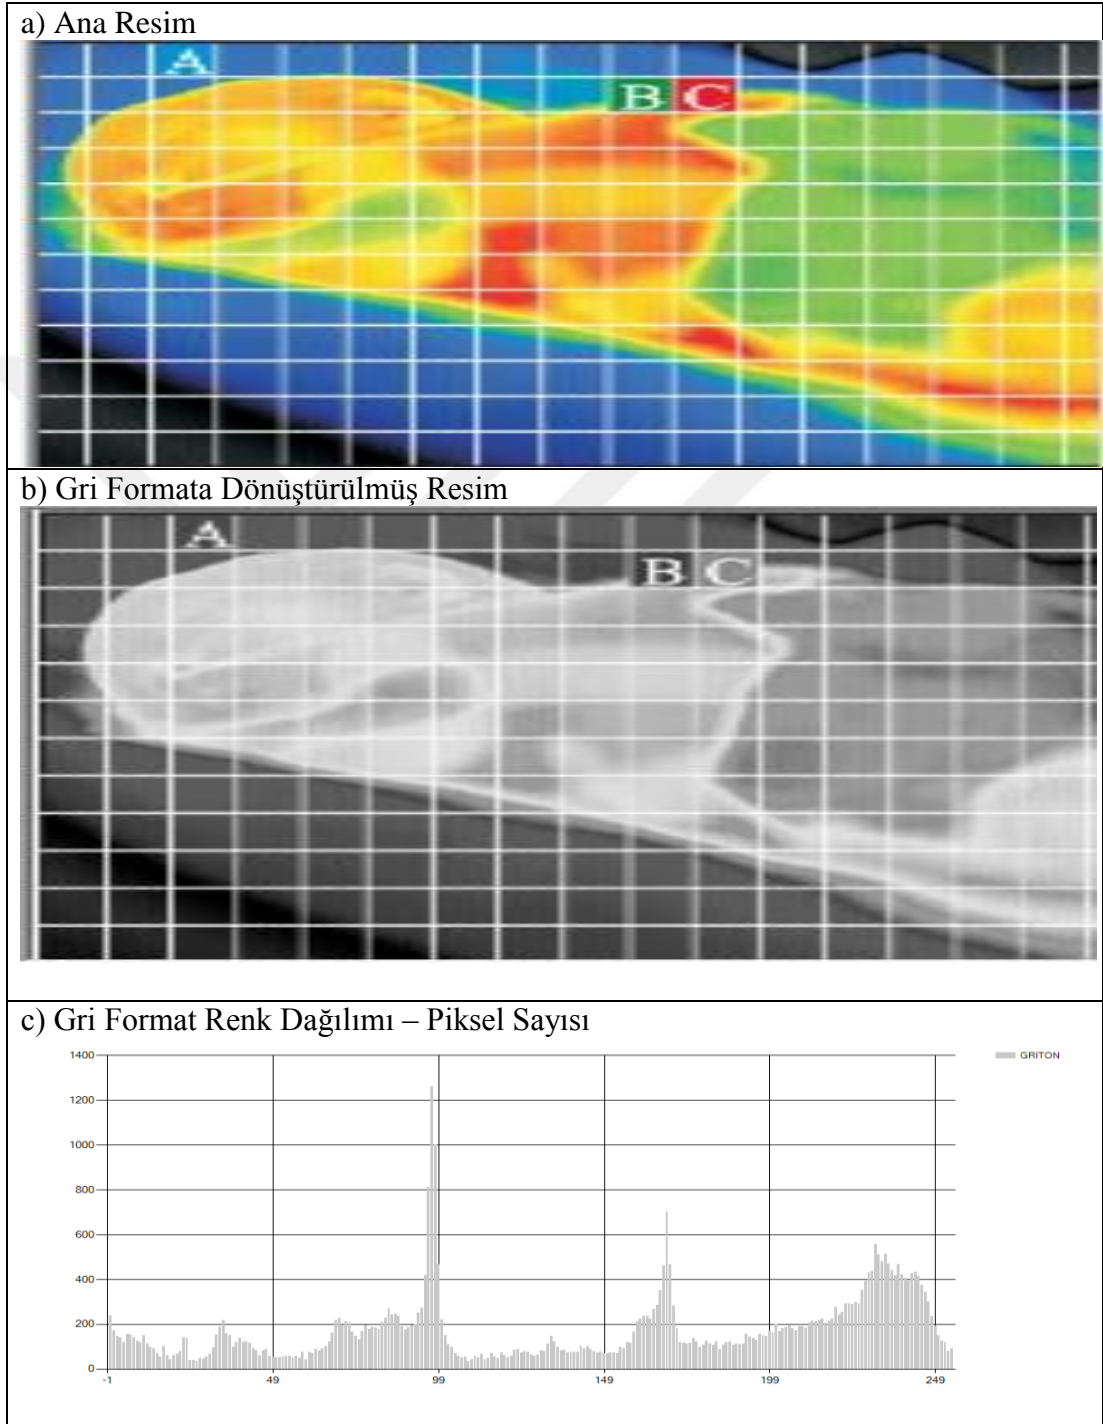 a) Ana Resim
A
B C
b) Gri Formata Dönüştürülmüş Resim
A
B C
c) Gri Format Renk Dağılımı – Piksel Sayısı
1400
GRITON
1200
1000
800
600
400
200
0
-1 49 99 149 199 249